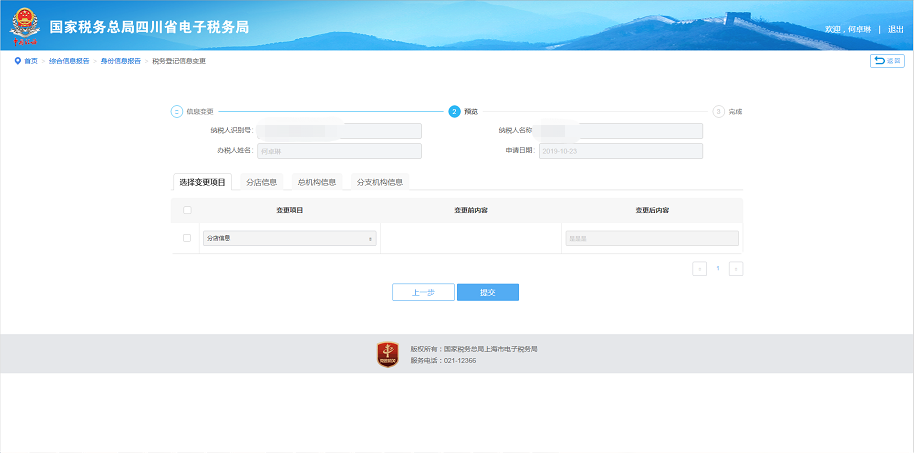 国家税务总局四川省电子税务局
欢迎，何卓琳 | 退出
首页 > 综合信息报告 > 身份信息报告 > 税务登记信息变更
返回
信息变更
2 预览
3 完成
纳税人识别号:
纳税人名称
办税人姓名: 何卓琳
申请日期: 2019-10-23
选择变更项目 分店信息 总机构信息 分支机构信息
变更项目 变更前内容 变更后内容
分店信息
< 1 >
上一步 提交
版权所有：国家税务总局上海市电子税务局
服务电话：021-12366